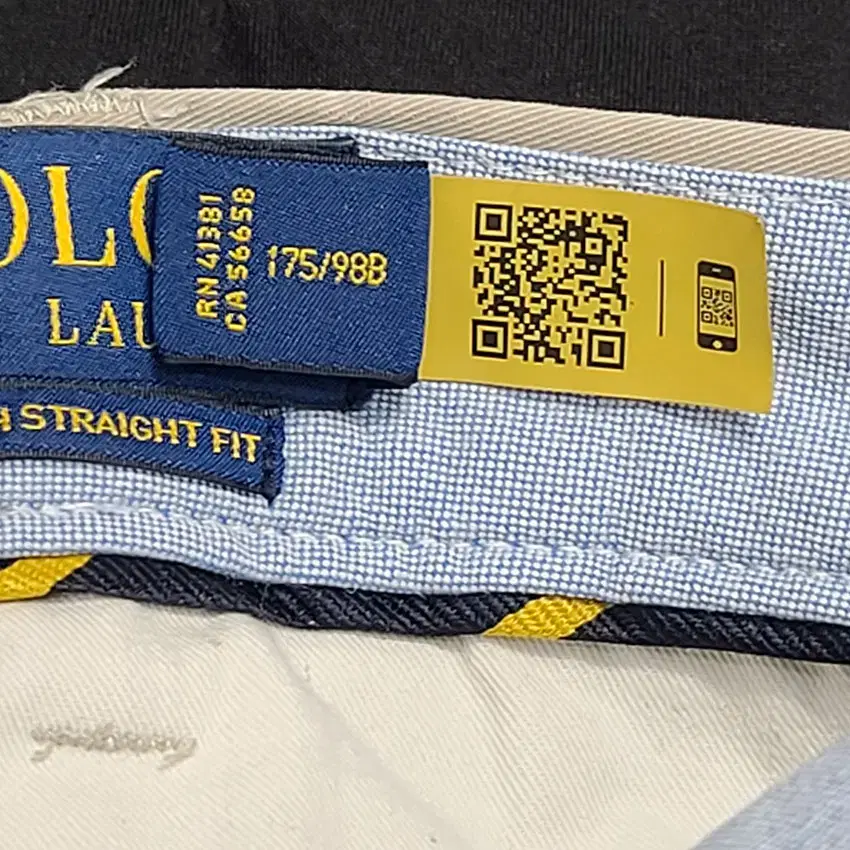 OLO
LAU
RN 41381
CA 56658
175/98B
STRAIGHT FIT